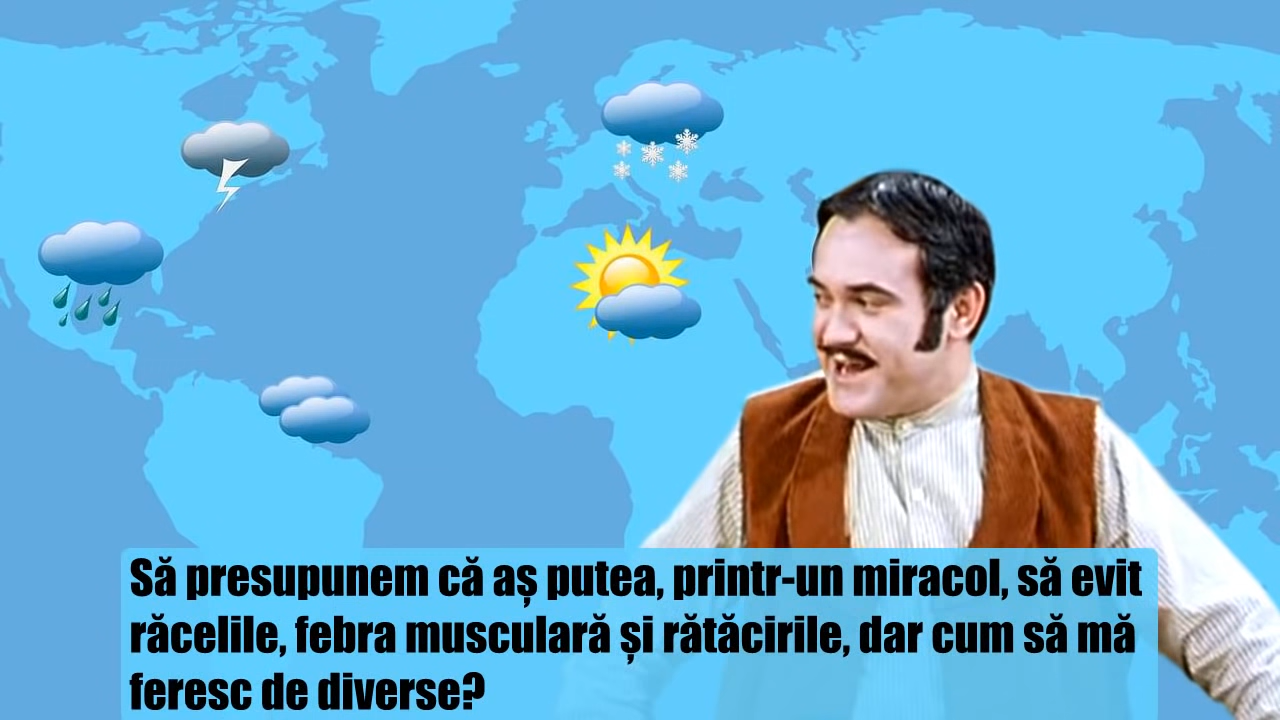 Să presupunem că aș putea, printr-un miracol, să evit
răcelile, febra musculară și rătăcirile, dar cum să mă
feresc de diverse?